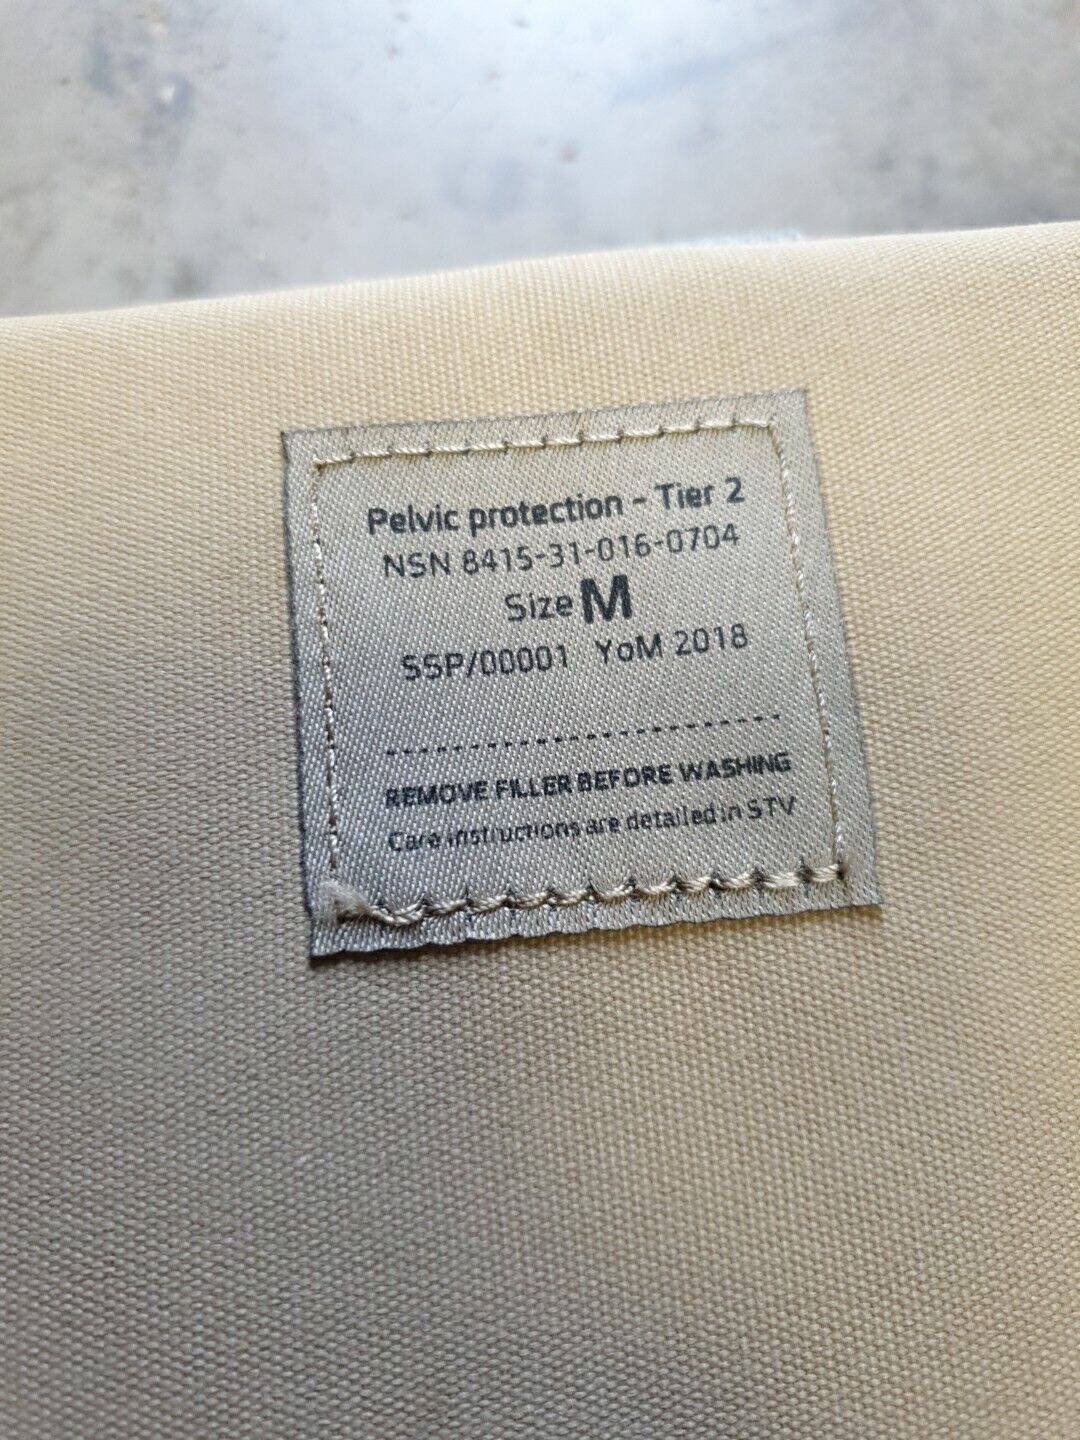 Pelvic protection - Tier 2
NSN 8415-31-016-0704
Size M
SSP/00001 YoM 2018
REMOVE FILLER BEFORE WASHING
Care instructions are detailed in STV